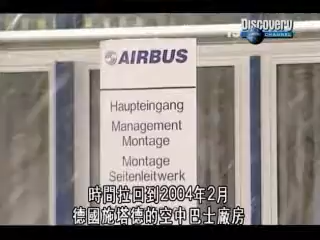 Discovery
CHANNEL
AIRBUS
Haupteingang
Management
Montage
Montage
Seitenleitwerk
時間拉回到2004年2月
德國施塔德的空中巴士廠房